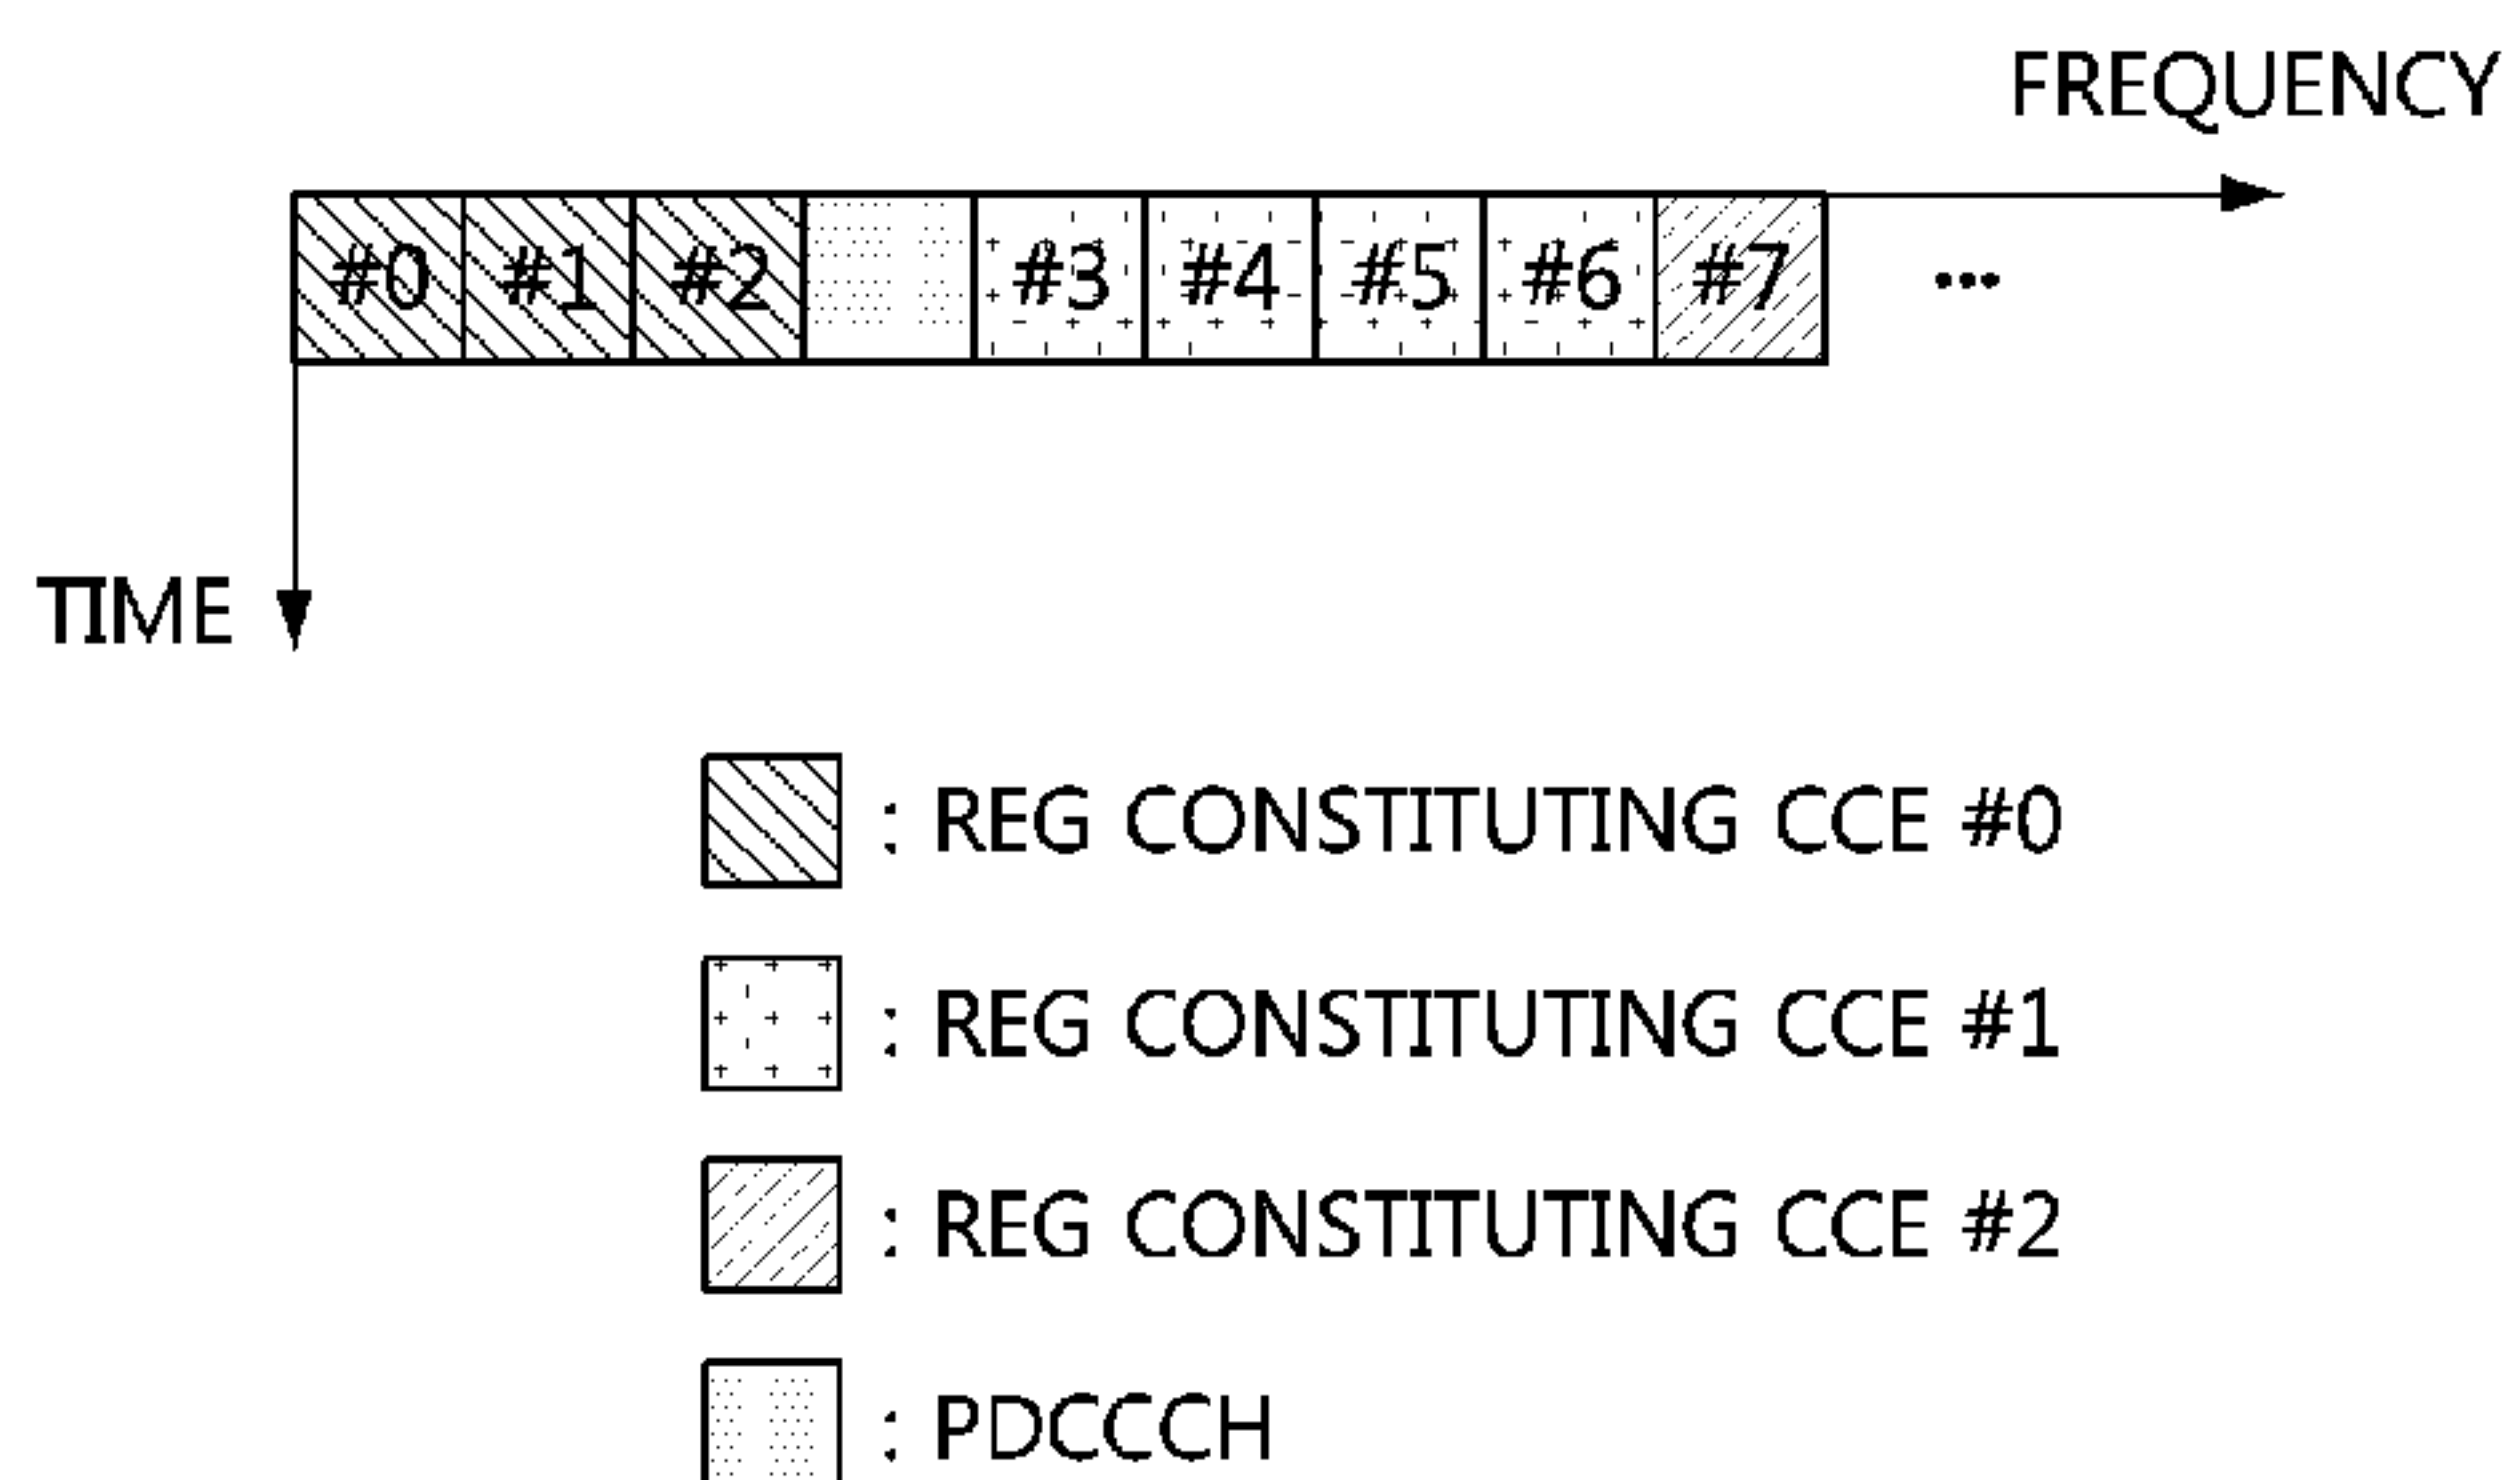 FREQUENCY
#0 #1 #2 #3 #4 #5 #6 #7 •••
TIME
: REG CONSTITUTING CCE #0
: REG CONSTITUTING CCE #1
: REG CONSTITUTING CCE #2
: PDCCCH